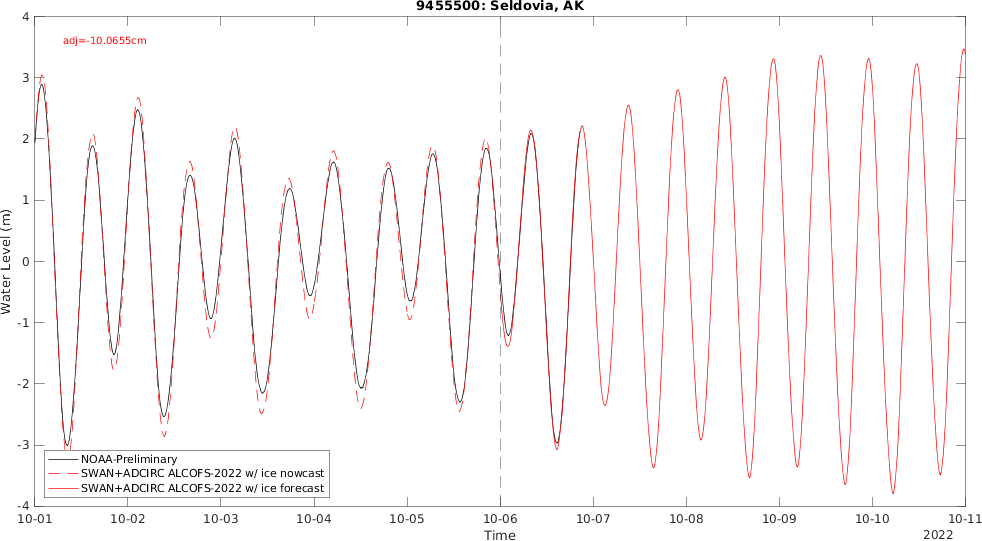 9455500: Seldovia, AK
adj=-10.0655cm
4
3
2
1
0
-1
-2
-3
-4
Water Level (m)
NOAA-Preliminary
SWAN+ADCIRC ALCOFS-2022 w/ ice nowcast
SWAN+ADCIRC ALCOFS-2022 w/ ice forecast
10-01 10-02 10-03 10-04 10-05 10-06 10-07 10-08 10-09 10-10 10-11
Time
2022